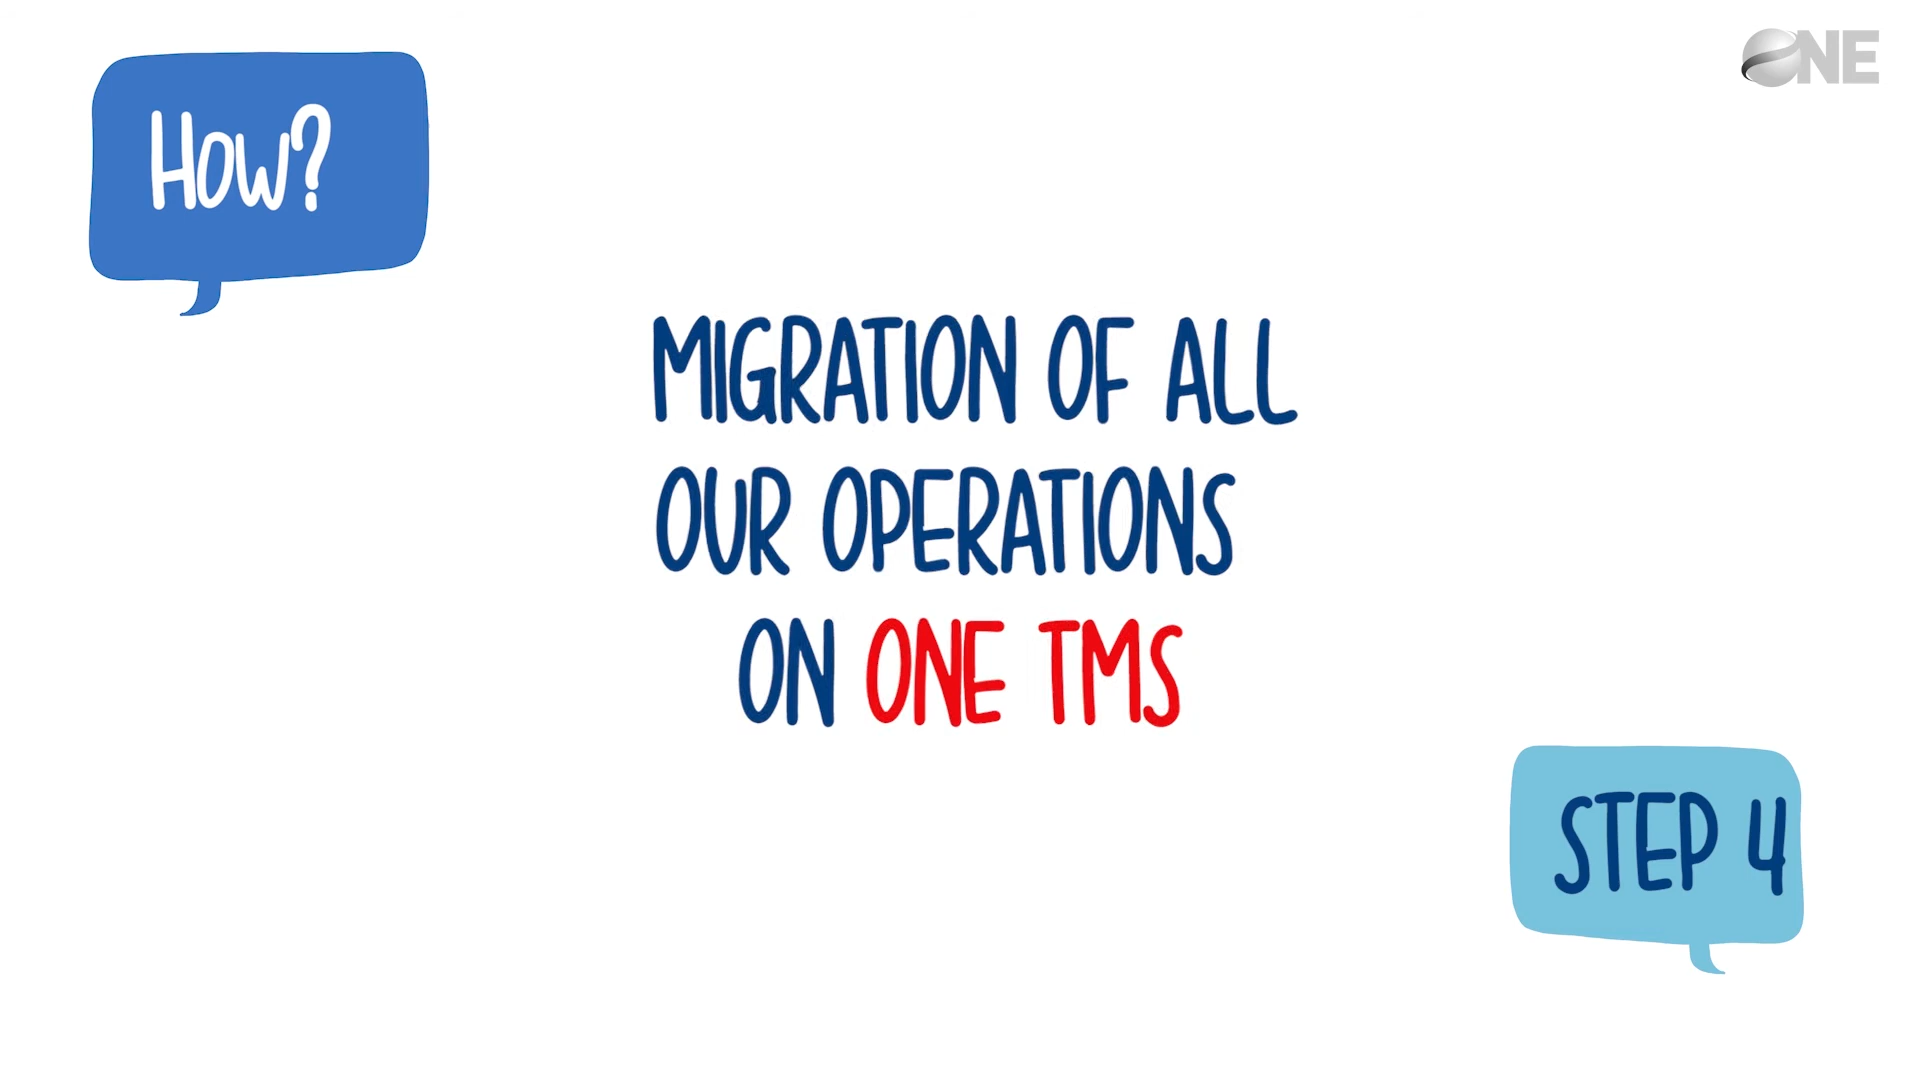 How?
ONE
MIGRATION OF ALL
OUR OPERATIONS
ON ONE TMS
STEP 4